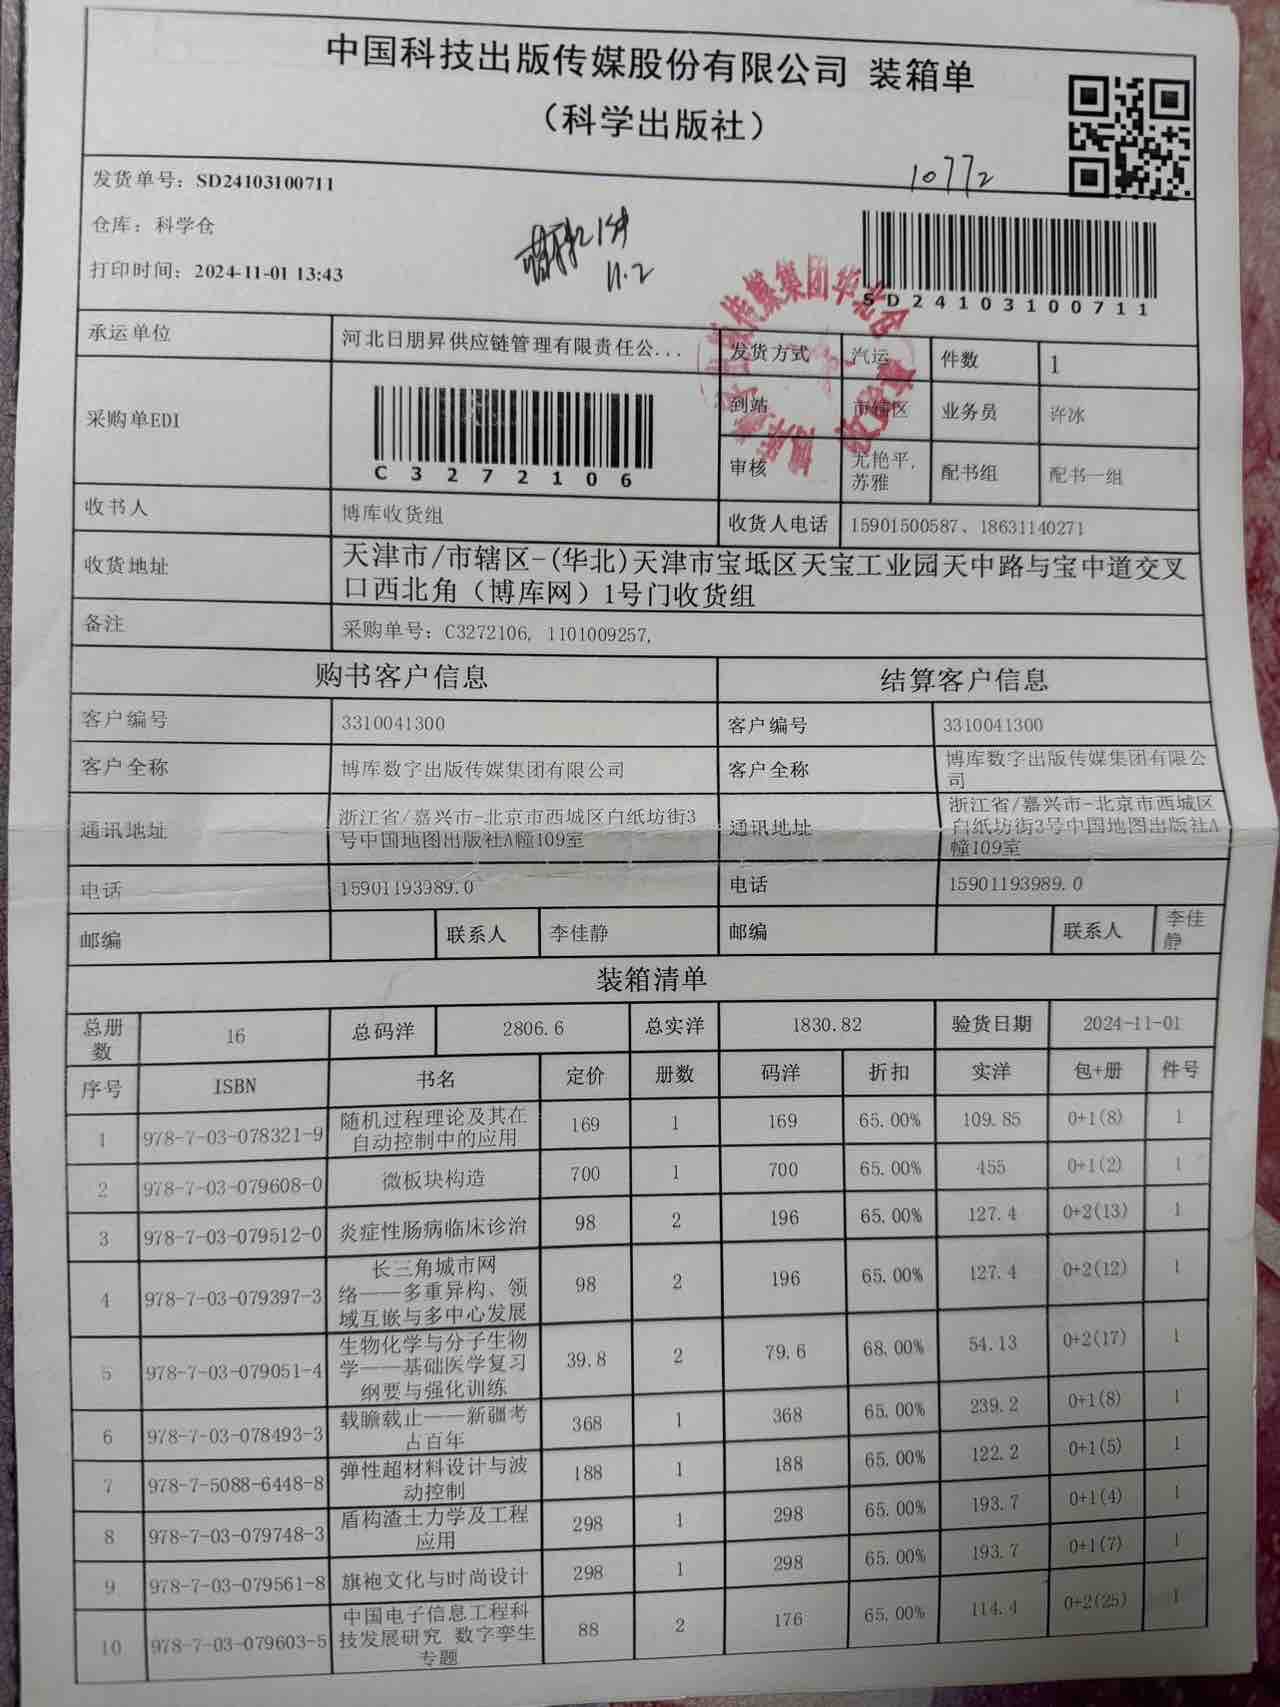 中国科技出版传媒股份有限公司 装箱单
（科学出版社）
10772
发货单号：SD24103100711
仓库：科学仓
打印时间：2024-11-01 13:43
11.2
SD24103100711
承运单位 河北日朋昇供应链管理有限责任公... 发货方式 汽运 件数 1
采购单EDI C3272106 到站 市辖区 业务员 许冰
审核 尤艳平, 苏雅 配书组 配书一组
收书人 博库收货组 收货人电话 15901500587、18631140271
收货地址 天津市/市辖区-(华北)天津市宝坻区天宝工业园天中路与宝中道交叉
口西北角（博库网）1号门收货组
备注 采购单号：C3272106, 1101009257,
购书客户信息 结算客户信息
客户编号 3310041300 客户编号 3310041300
客户全称 博库数字出版传媒集团有限公司 客户全称 博库数字出版传媒集团有限公司
通讯地址 浙江省/嘉兴市-北京市西城区白纸坊街3号中国地图出版社A幢109室 通讯地址 浙江省/嘉兴市-北京市西城区白纸坊街3号中国地图出版社A幢109室
电话 15901193989.0 电话 15901193989.0
邮编 联系人 李佳静 邮编 联系人 李佳静
装箱清单
总册数 16 总码洋 2806.6 总实洋 1830.82 验货日期 2024-11-01
序号 ISBN 书名 定价 册数 码洋 折扣 实洋 包+册 件号
1 978-7-03-078321-9 随机过程理论及其在自动控制中的应用 169 1 169 65.00% 109.85 0+1(8) 1
2 978-7-03-079608-0 微板块构造 700 1 700 65.00% 455 0+1(2) 1
3 978-7-03-079512-0 炎症性肠病临床诊治 98 2 196 65.00% 127.4 0+2(13) 1
4 978-7-03-079397-3 长三角城市网络——多重异构、领域互嵌与多中心发展 98 2 196 65.00% 127.4 0+2(12) 1
5 978-7-03-079051-4 生物化学与分子生物学——基础医学复习纲要与强化训练 39.8 2 79.6 68.00% 54.13 0+2(17) 1
6 978-7-03-078493-3 载瞻载止——新疆考古百年 368 1 368 65.00% 239.2 0+1(8) 1
7 978-7-5088-6448-8 弹性超材料设计与波动控制 188 1 188 65.00% 122.2 0+1(5) 1
8 978-7-03-079748-3 盾构渣土力学及工程应用 298 1 298 65.00% 193.7 0+1(4) 1
9 978-7-03-079561-8 旗袍文化与时尚设计 298 1 298 65.00% 193.7 0+1(7) 1
10 978-7-03-079603-5 中国电子信息工程科技发展研究 数字孪生专题 88 2 176 65.00% 114.4 0+2(25) 1